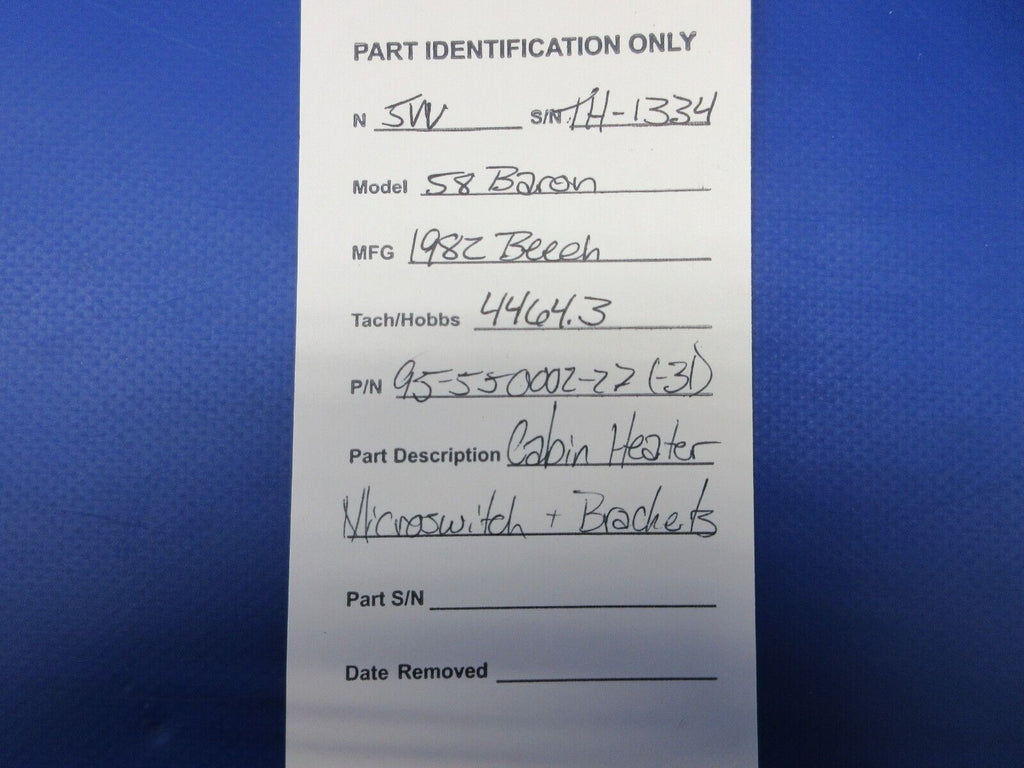 PART IDENTIFICATION ONLY
N 5W S/N TH-1334
Model 58 Baron
MFG 1982 Beech
Tach/Hobbs 4464.3
P/N 95-550002-27 (-31)
Part Description Cabin Heater
Microswitch + Brackets
Part S/N
Date Removed